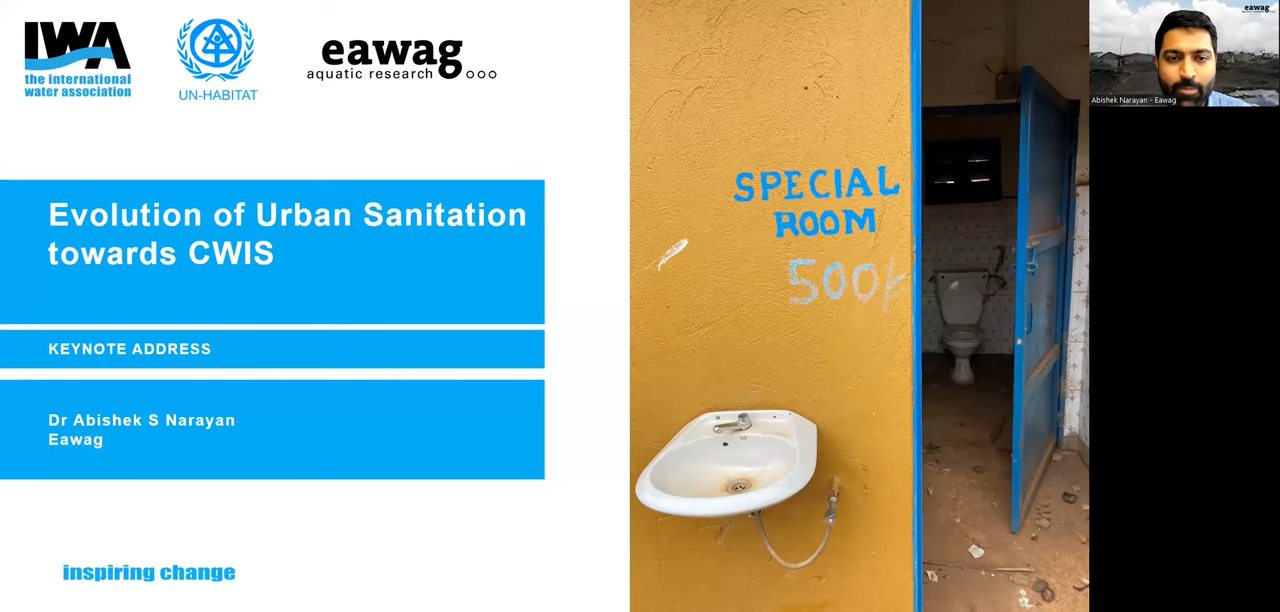 IWA
the international
water association
UN-HABITAT
eawag
aquatic research
Evolution of Urban Sanitation
towards CWIS
KEYNOTE ADDRESS
Dr Abishek S Narayan
Eawag
inspiring change
SPECIAL
ROOM
500/
eawag
Abishek Narayan - Eawag